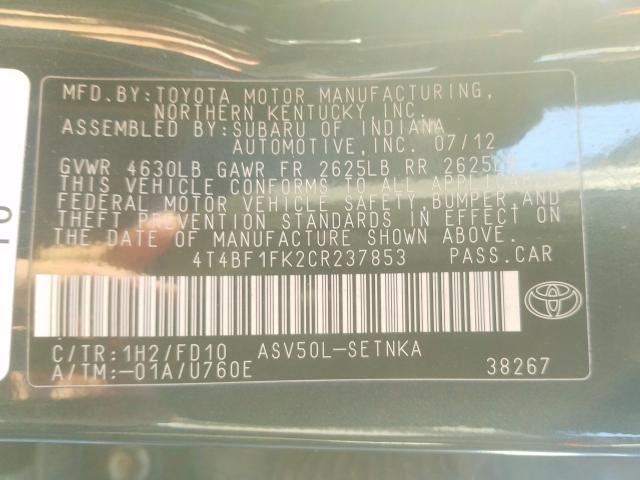 MFD.BY:TOYOTA MOTOR MANUFACTURING,
NORTHERN KENTUCKY,INC.
ASSEMBLED BY:SUBARU OF INDIANA
AUTOMOTIVE,INC. 07/12
GVWR 4630LB GAWR FR 2625LB RR 2625LB
THIS VEHICLE CONFORMS TO ALL APPLICABLE
FEDERAL MOTOR VEHICLE SAFETY,BUMPER,AND
THEFT PREVENTION STANDARDS IN EFFECT ON
THE DATE OF MANUFACTURE SHOWN ABOVE.
4T4BF1FK2CR237853 PASS.CAR
C/TR:1H2/FD10 ASV50L-SETNKA
A/TM:-01A/U760E 38267